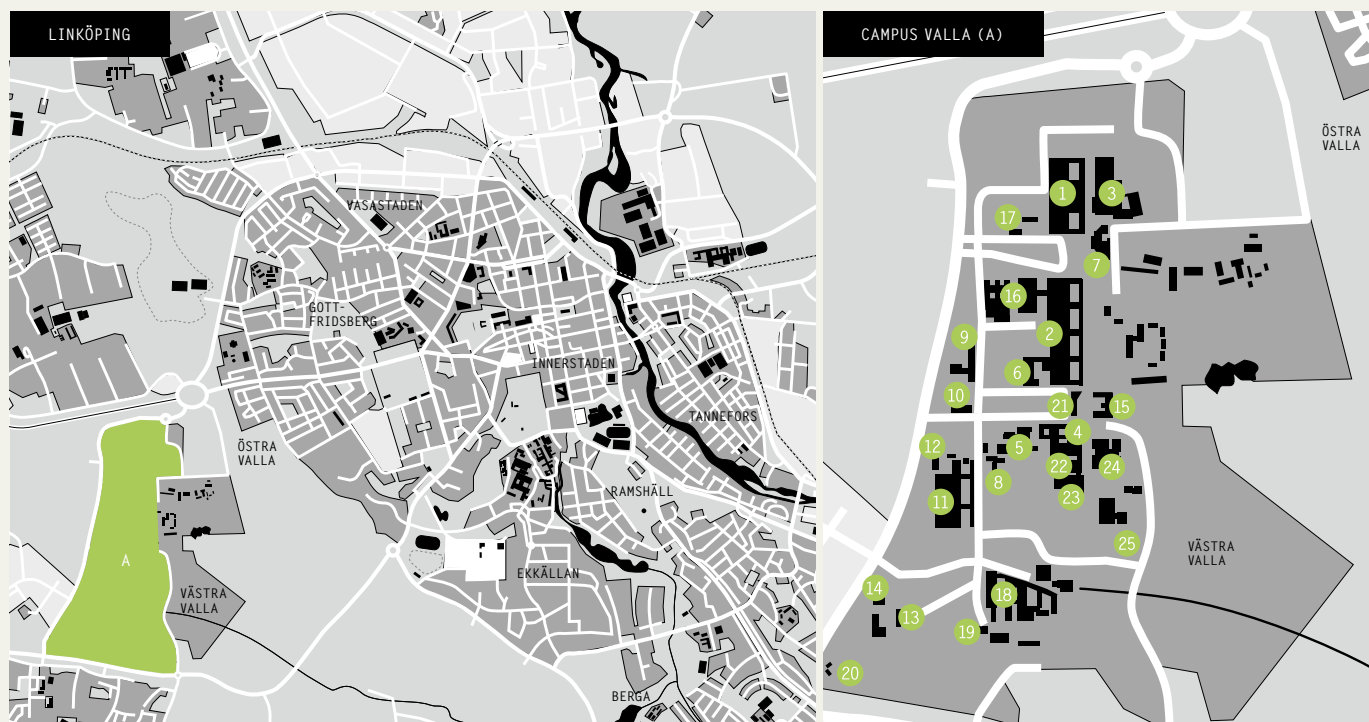 LINKÖPING
VASASTADEN
GOTT-
FRIDSBERG
INNERSTADEN
TANNEFORS
ÖSTRA
VALLA
RAMSHÄLL
A
EKKÄLLAN
VÄSTRA
VALLA
BERGA
CAMPUS VALLA (A)
ÖSTRA
VALLA
1
3
17
7
16
9
2
6
10
21
15
4
12
5
22
24
8
23
11
25
VÄSTRA
VALLA
14
18
13
19
20